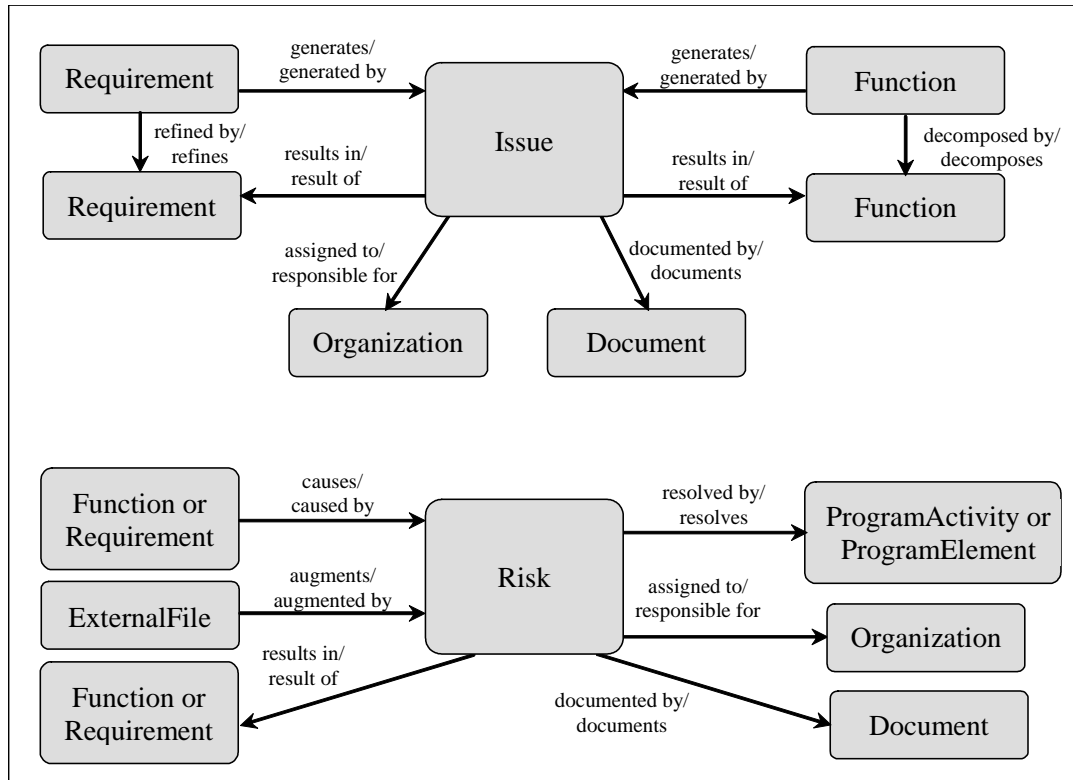 Requirement
generates/
generated by
Issue
generates/
generated by
Function
refined by/
refines
decomposed by/
decomposes
Requirement
results in/
result of
results in/
result of
Function
assigned to/
responsible for
documented by/
documents
Organization
Document
Function or
Requirement
causes/
caused by
Risk
resolved by/
resolves
ProgramActivity or
ProgramElement
ExternalFile
augments/
augmented by
assigned to/
responsible for
Organization
Function or
Requirement
results in/
result of
documented by/
documents
Document